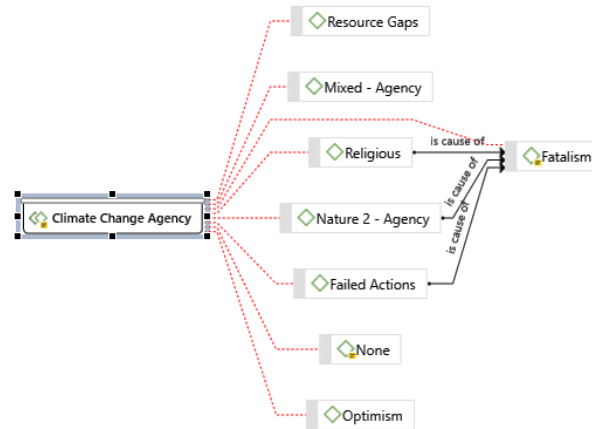 Resource Gaps
Mixed - Agency
is cause of
Religious
Fatalism
is cause of
Climate Change Agency
Nature 2 - Agency
is cause of
Failed Actions
None
Optimism